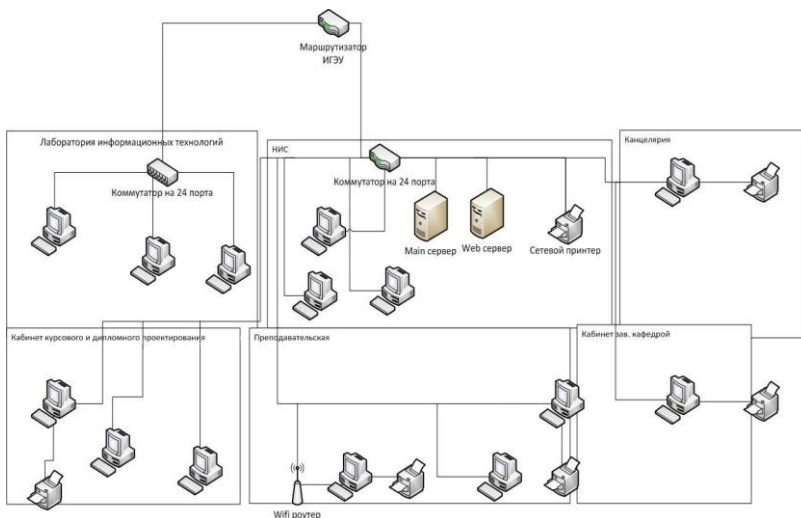 Маршрутизатор
ИГЭУ
Лаборатория информационных технологий
НИС
Канцелярия
Коммутатор на 24 порта
Коммутатор на 24 порта
Main сервер
Web сервер
Сетевой принтер
Кабинет курсового и дипломного проектирования
Преподавательская
Кабинет зав. кафедрой
Wifi роутер